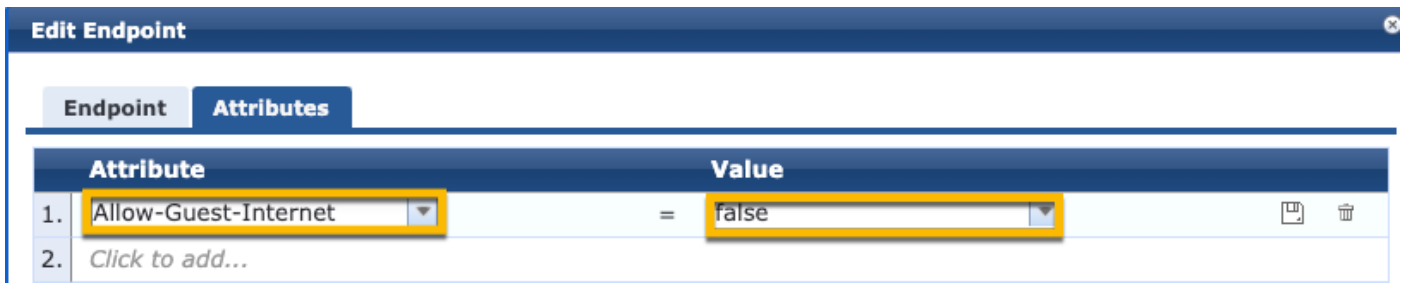 Edit Endpoint
Endpoint Attributes
Attribute Value
1. Allow-Guest-Internet = false
2. Click to add...